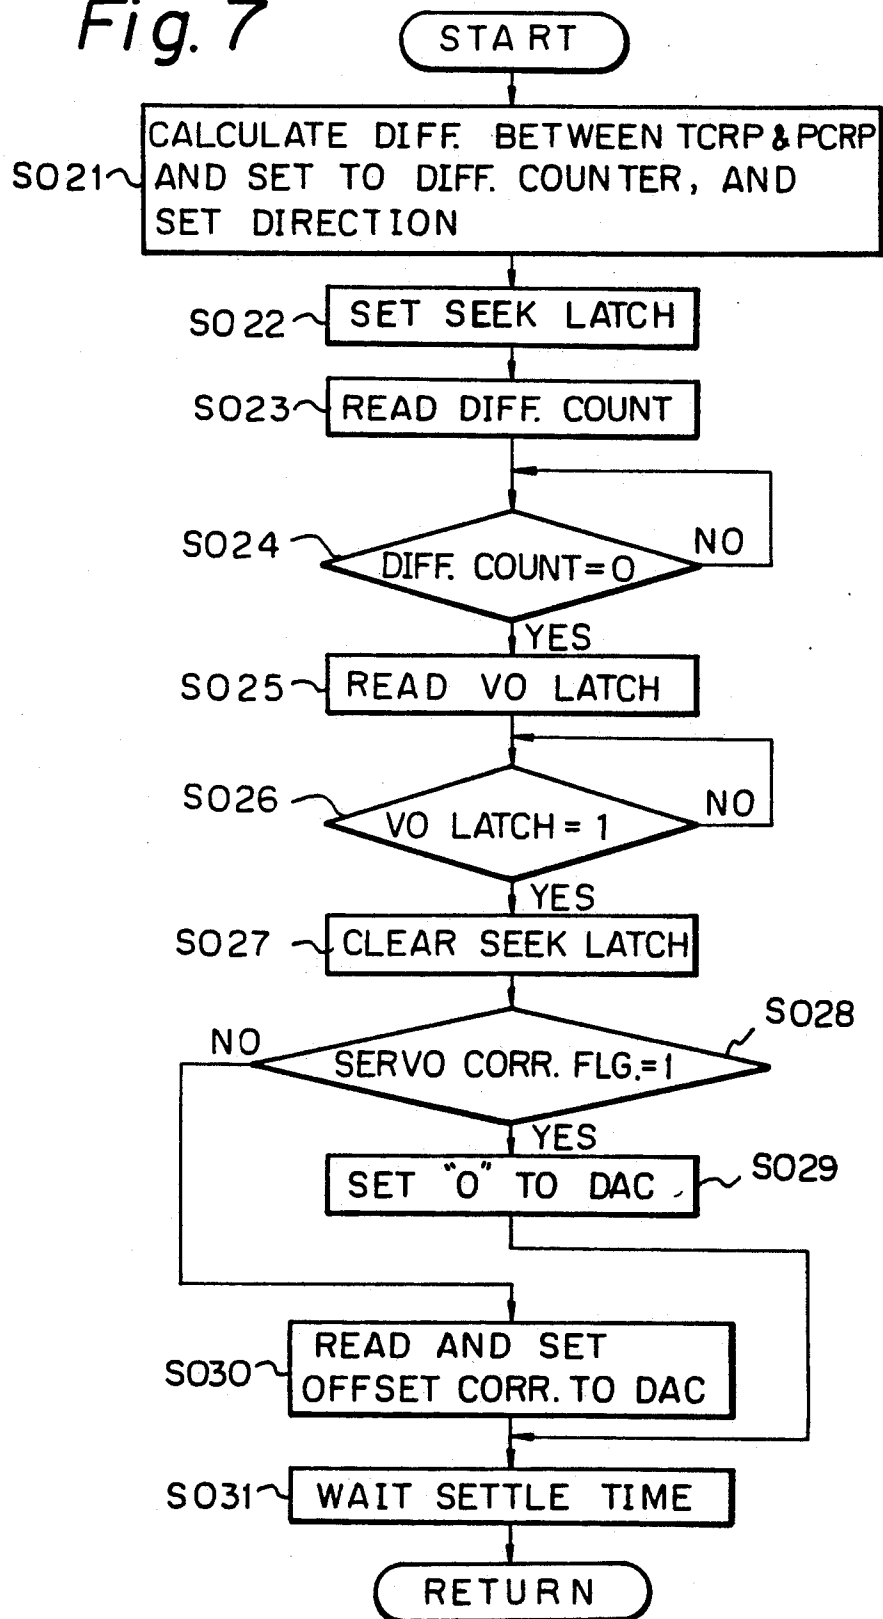 Fig. 7
START
CALCULATE DIFF. BETWEEN TCRP & PCRP
SO21
AND SET TO DIFF. COUNTER, AND
SET DIRECTION
SO22
SET SEEK LATCH
SO23
READ DIFF. COUNT
SO24
DIFF. COUNT=0
NO
YES
SO25
READ VO LATCH
SO26
VO LATCH = 1
NO
YES
SO27
CLEAR SEEK LATCH
SO28
NO
SERVO CORR. FLG.=1
YES
SO29
SET "0" TO DAC
READ AND SET
SO30
OFFSET CORR. TO DAC
SO31
WAIT SETTLE TIME
RETURN